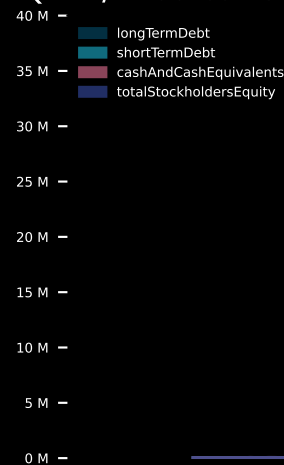 40 M
longTermDebt
shortTermDebt
35 M
cashAndCashEquivalents
totalStockholdersEquity
30 M
25 M
20 M
15 M
10 M
5 M
0 M